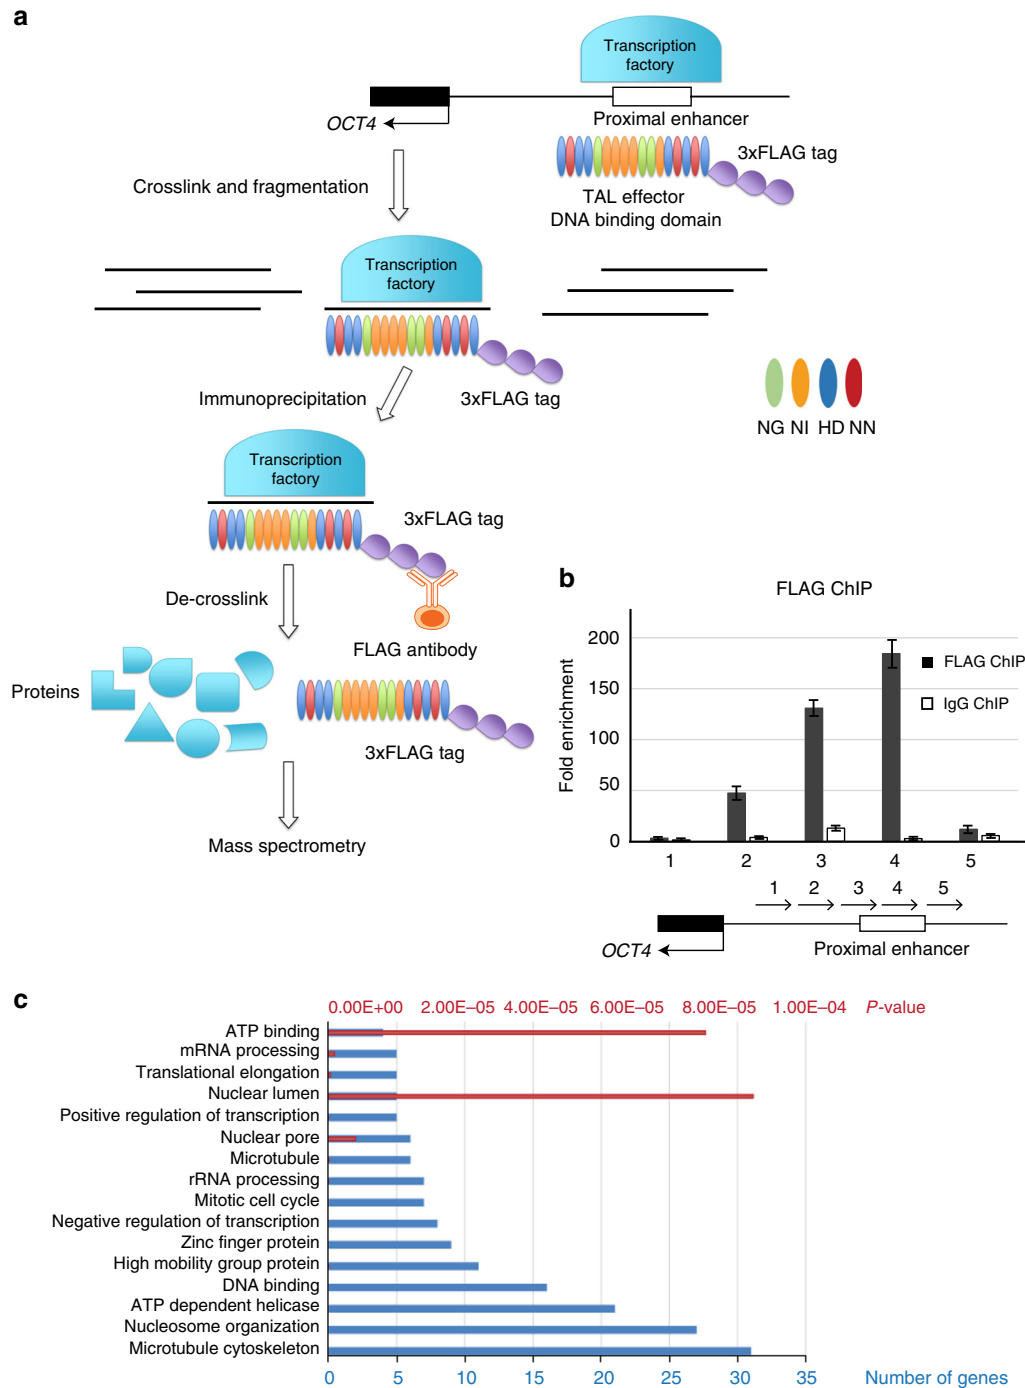 a
Transcription
factory
OCT4
Proximal enhancer
3xFLAG tag
Crosslink and fragmentation
TAL effector
DNA binding domain
Transcription
factory
Immunoprecipitation
3xFLAG tag
NG NI HD NN
Transcription
factory
3xFLAG tag
De-crosslink
FLAG antibody
Proteins
3xFLAG tag
Mass spectrometry
b
FLAG ChIP
Fold enrichment
200
150
100
50
0
FLAG ChIP
IgG ChIP
1 2 3 4 5
1 2 3 4 5
OCT4
Proximal enhancer
c
0.00E+00 2.00E–05 4.00E–05 6.00E–05 8.00E–05 1.00E–04 P-value
ATP binding
mRNA processing
Translational elongation
Nuclear lumen
Positive regulation of transcription
Nuclear pore
Microtubule
rRNA processing
Mitotic cell cycle
Negative regulation of transcription
Zinc finger protein
High mobility group protein
DNA binding
ATP dependent helicase
Nucleosome organization
Microtubule cytoskeleton
0 5 10 15 20 25 30 35 Number of genes